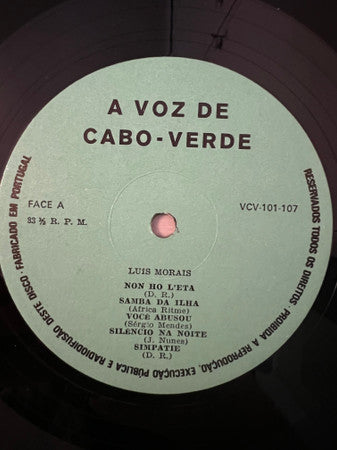 A VOZ DE
CABO-VERDE
FACE A
33 ⅓ R. P. M.
VCV-101-107
LUIS MORAIS
NON HO L'ETA
(D. R.)
SAMBA DA ILHA
(Africa Ritmo)
VOCÊ ABUSOU
(Sérgio Mendes)
SILÊNCIO NA NOITE
(J. Nunes)
SIMPATIE
(D. R.)
RESERVADOS TODOS OS DIREITOS. PROIBIDA A REPRODUÇÃO, EXECUÇÃO PÚBLICA E RADIODIFUSÃO DESTE DISCO · FABRICADO EM PORTUGAL